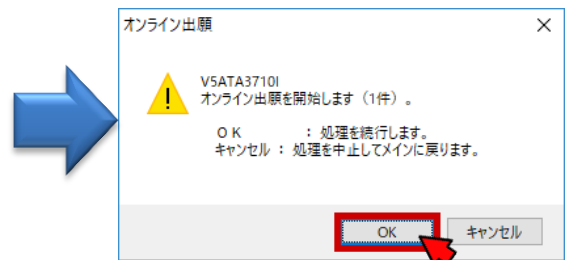 オンライン出願
V5ATA3710I
オンライン出願を開始します（1件）。
ＯＫ　　　：処理を続行します。
キャンセル：処理を中止してメインに戻ります。
OK
キャンセル